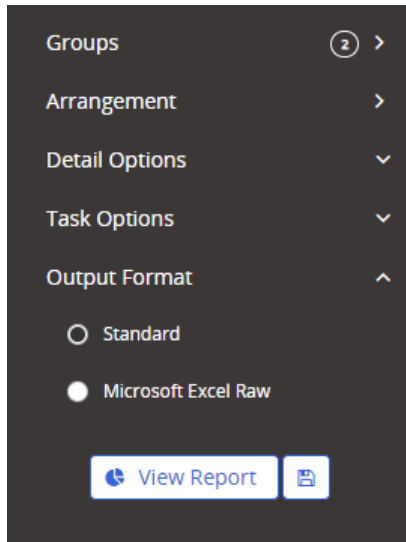 Groups 2
Arrangement
Detail Options
Task Options
Output Format
Standard
Microsoft Excel Raw
View Report